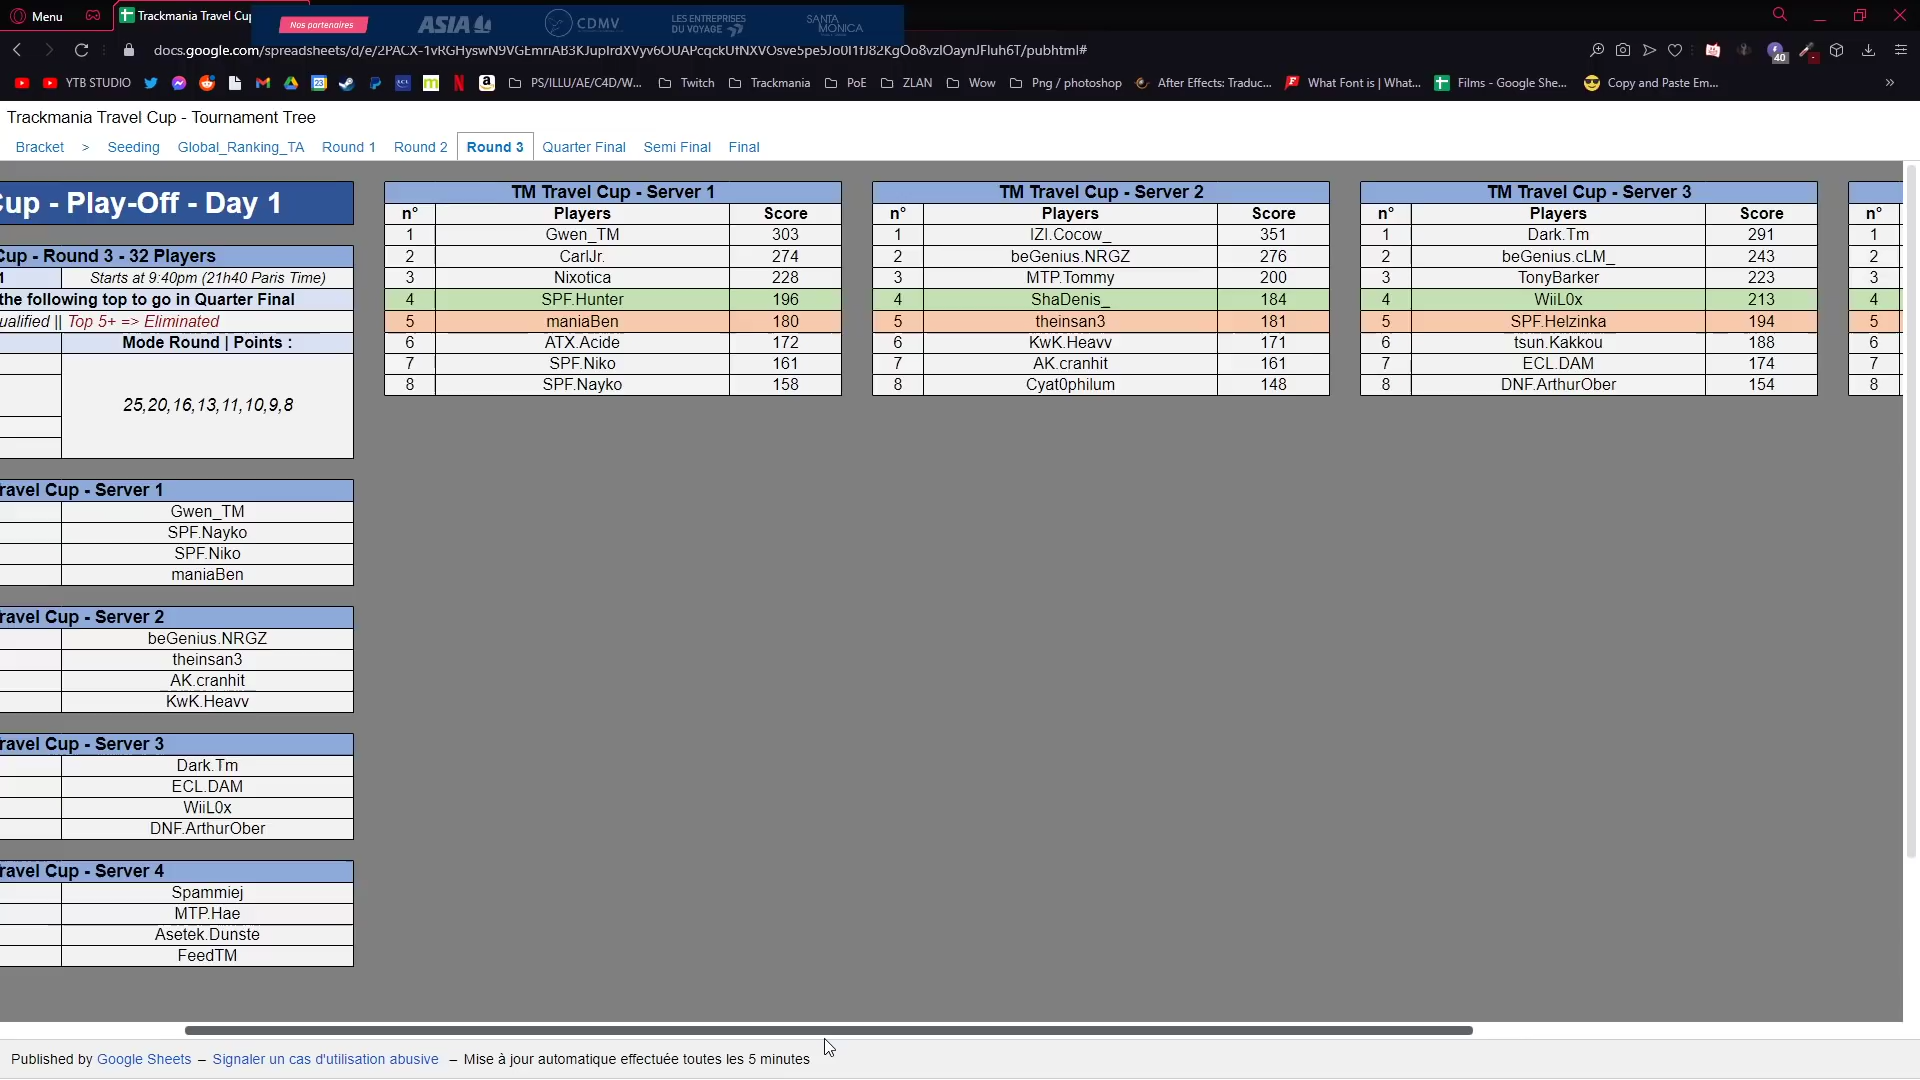 Menu
Trackmania Travel Cup
Nos partenaires
ASIA
CDMV
LES ENTREPRISES
DU VOYAGE
SANTA
MONICA
YTB STUDIO
PS/ILLU/AE/C4D/W...
Twitch
Trackmania
PoE
ZLAN
Wow
Png / photoshop
After Effects: Traduc...
What Font is | What...
Films - Google She...
Copy and Paste Em...
40
Trackmania Travel Cup - Tournament Tree
Bracket > Seeding Global_Ranking_TA Round 1 Round 2 Round 3 Quarter Final Semi Final Final
Cup - Play-Off - Day 1
Cup - Round 3 - 32 Players
1 Starts at 9:40pm (21h40 Paris Time)
the following top to go in Quarter Final
ualified || Top 5+ => Eliminated
Mode Round | Points :
25,20,16,13,11,10,9,8
ravel Cup - Server 1
Gwen_TM
SPF.Nayko
SPF.Niko
maniaBen
ravel Cup - Server 2
beGenius.NRGZ
theinsan3
AK.cranhit
KwK.Heavv
ravel Cup - Server 3
Dark.Tm
ECL.DAM
WiiL0x
DNF.ArthurOber
ravel Cup - Server 4
Spammiej
MTP.Hae
Asetek.Dunste
FeedTM
TM Travel Cup - Server 1
n° Players Score
1 Gwen_TM 303
2 CarlJr. 274
3 Nixotica 228
4 SPF.Hunter 196
5 maniaBen 180
6 ATX.Acide 172
7 SPF.Niko 161
8 SPF.Nayko 158
TM Travel Cup - Server 2
n° Players Score
1 IZI.Cocow_ 351
2 beGenius.NRGZ 276
3 MTP.Tommy 200
4 ShaDenis_ 184
5 theinsan3 181
6 KwK.Heavv 171
7 AK.cranhit 161
8 Cyat0philum 148
TM Travel Cup - Server 3
n° Players Score
1 Dark.Tm 291
2 beGenius.cLM_ 243
3 TonyBarker 223
4 WiiL0x 213
5 SPF.Helzinka 194
6 tsun.Kakkou 188
7 ECL.DAM 174
8 DNF.ArthurOber 154
n°
1
2
3
4
5
6
7
8
Published by Google Sheets – Signaler un cas d'utilisation abusive – Mise à jour automatique effectuée toutes les 5 minutes